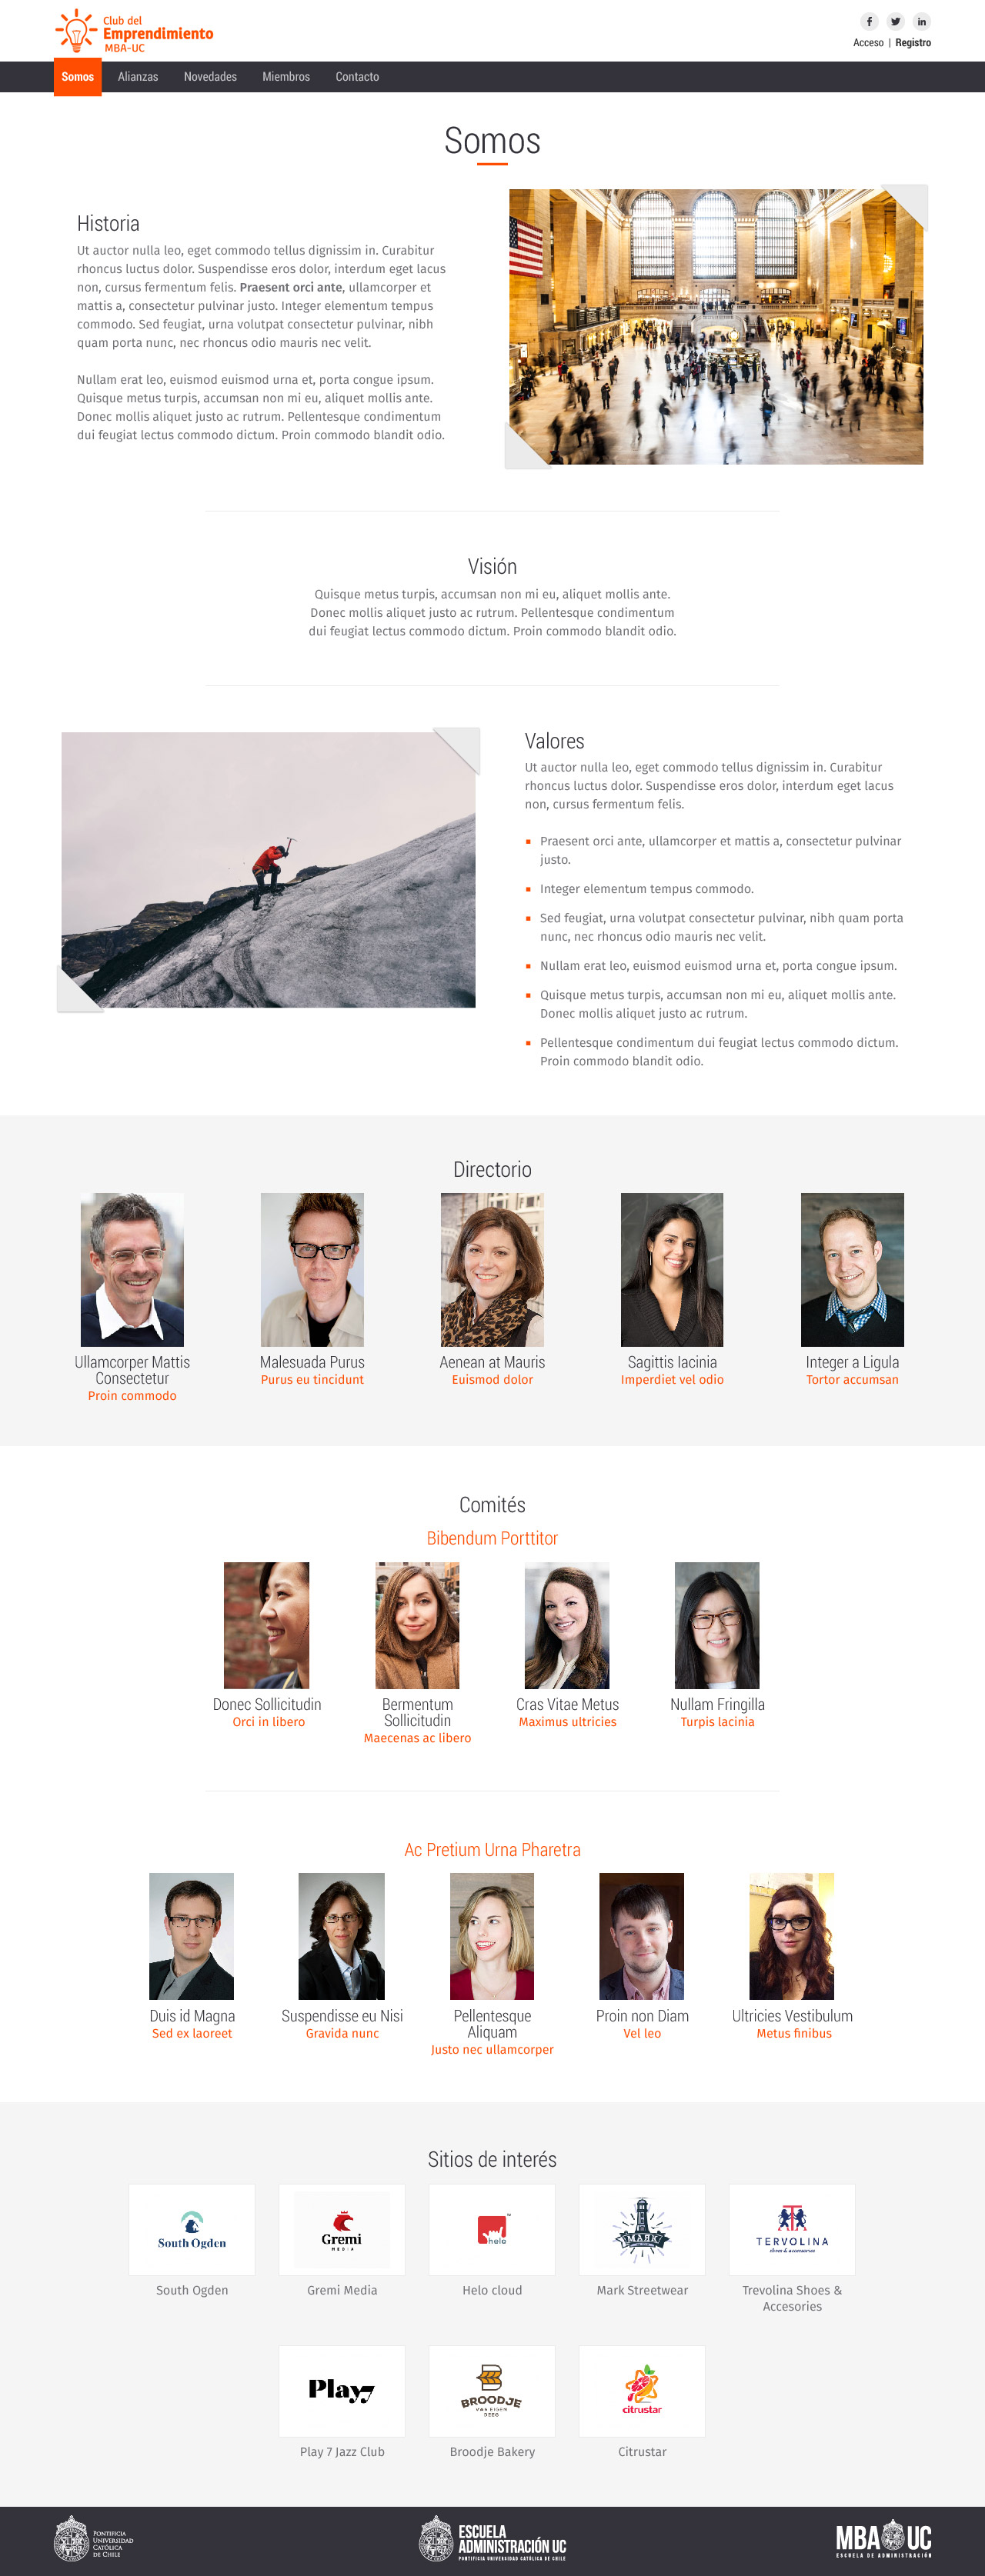 Club del
Emprendimiento
MBA-UC
Acceso | Registro
Somos Alianzas Novedades Miembros Contacto
Somos
Historia
Ut auctor nulla leo, eget commodo tellus dignissim in. Curabitur
rhoncus luctus dolor. Suspendisse eros dolor, interdum eget lacus
non, cursus fermentum felis. Praesent orci ante, ullamcorper et
mattis a, consectetur pulvinar justo. Integer elementum tempus
commodo. Sed feugiat, urna volutpat consectetur pulvinar, nibh
quam porta nunc, nec rhoncus odio mauris nec velit.
Nullam erat leo, euismod euismod urna et, porta congue ipsum.
Quisque metus turpis, accumsan non mi eu, aliquet mollis ante.
Donec mollis aliquet justo ac rutrum. Pellentesque condimentum
dui feugiat lectus commodo dictum. Proin commodo blandit odio.
Visión
Quisque metus turpis, accumsan non mi eu, aliquet mollis ante.
Donec mollis aliquet justo ac rutrum. Pellentesque condimentum
dui feugiat lectus commodo dictum. Proin commodo blandit odio.
Valores
Ut auctor nulla leo, eget commodo tellus dignissim in. Curabitur
rhoncus luctus dolor. Suspendisse eros dolor, interdum eget lacus
non, cursus fermentum felis.
Praesent orci ante, ullamcorper et mattis a, consectetur pulvinar
justo.
Integer elementum tempus commodo.
Sed feugiat, urna volutpat consectetur pulvinar, nibh quam porta
nunc, nec rhoncus odio mauris nec velit.
Nullam erat leo, euismod euismod urna et, porta congue ipsum.
Quisque metus turpis, accumsan non mi eu, aliquet mollis ante.
Donec mollis aliquet justo ac rutrum.
Pellentesque condimentum dui feugiat lectus commodo dictum.
Proin commodo blandit odio.
Directorio
Ullamcorper Mattis
Consectetur
Proin commodo
Malesuada Purus
Purus eu tincidunt
Aenean at Mauris
Euismod dolor
Sagittis Iacinia
Imperdiet vel odio
Integer a Ligula
Tortor accumsan
Comités
Bibendum Porttitor
Donec Sollicitudin
Orci in libero
Bermentum
Sollicitudin
Maecenas ac libero
Cras Vitae Metus
Maximus ultricies
Nullam Fringilla
Turpis lacinia
Ac Pretium Urna Pharetra
Duis id Magna
Sed ex laoreet
Suspendisse eu Nisi
Gravida nunc
Pellentesque
Aliquam
Justo nec ullamcorper
Proin non Diam
Vel leo
Ultricies Vestibulum
Metus finibus
Sitios de interés
South Ogden
South Ogden
Gremi
MEDIA
Gremi Media
helo
Helo cloud
MARK
Mark Streetwear
TERVOLINA
shoes & accessories
Trevolina Shoes &
Accesories
Play7
Play 7 Jazz Club
BROODJE
VAN EIGEN
DEEG
Broodje Bakery
citrustar
Citrustar
PONTIFICIA
UNIVERSIDAD
CATÓLICA
DE CHILE
ESCUELA
ADMINISTRACIÓN UC
PONTIFICIA UNIVERSIDAD CATÓLICA DE CHILE
MBA UC
ESCUELA DE ADMINISTRACIÓN